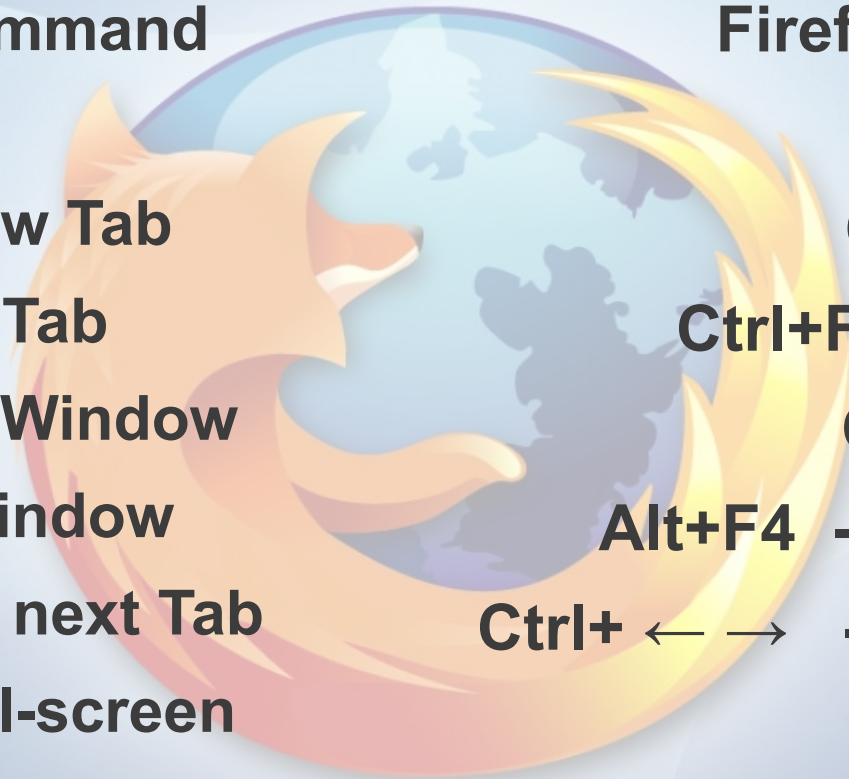 mmand Firef
w Tab
Tab Ctrl+F
Window
indow Alt+F4 -
next Tab Ctrl+ ←→ -
l-screen